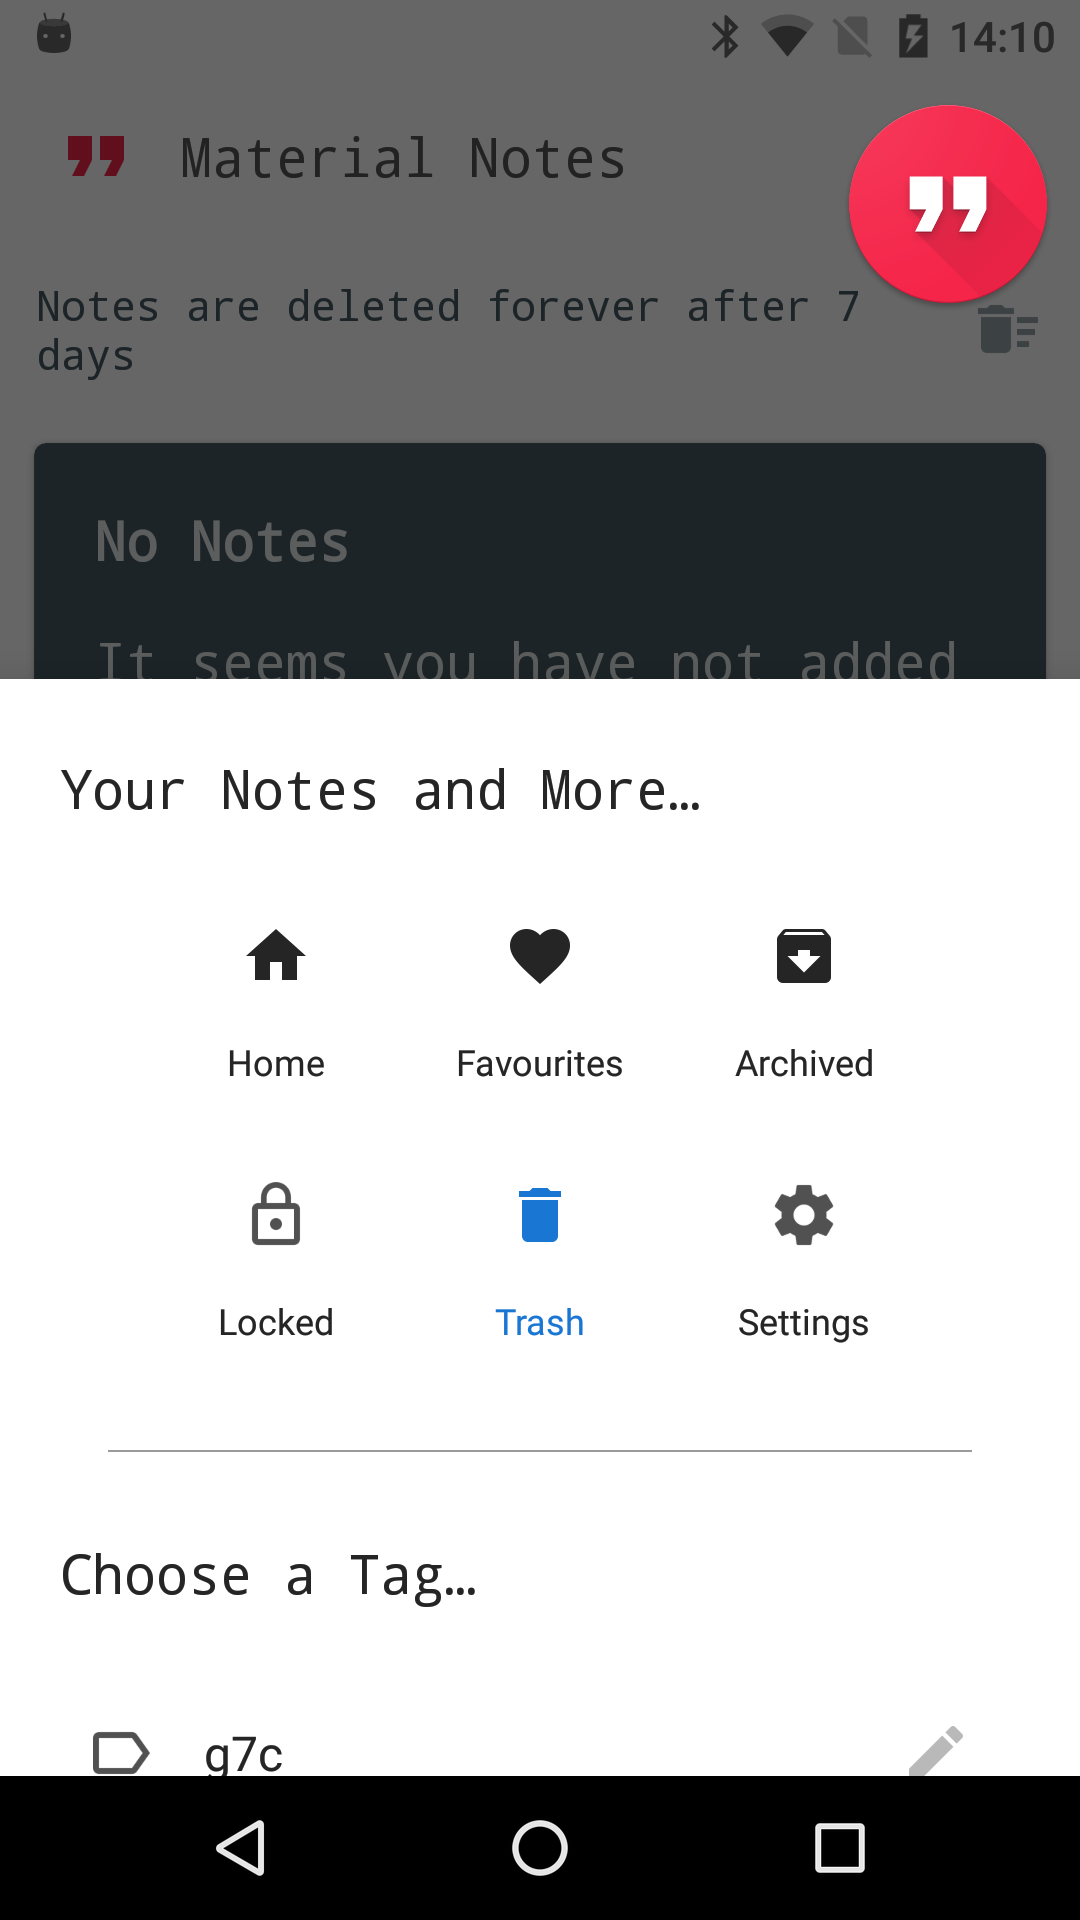 14:10
Material Notes
Notes are deleted forever after 7
days
No Notes
It seems you have not added
Your Notes and More…
Home
Favourites
Archived
Locked
Trash
Settings
Choose a Tag…
g7c